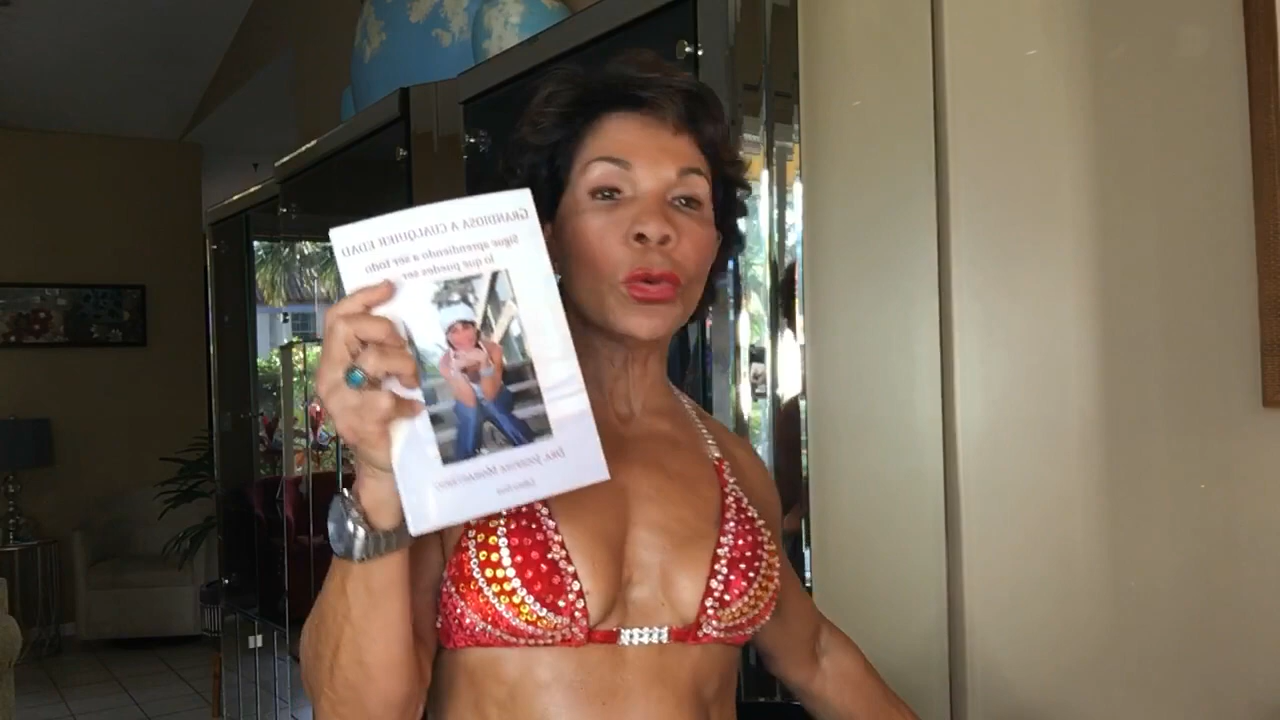 GRANDIOSA A CUALQUIER EDAD
Sigue aprendiendo a ser todo
lo que puedes ser
DRA. JOSEFINA MONASTERIO